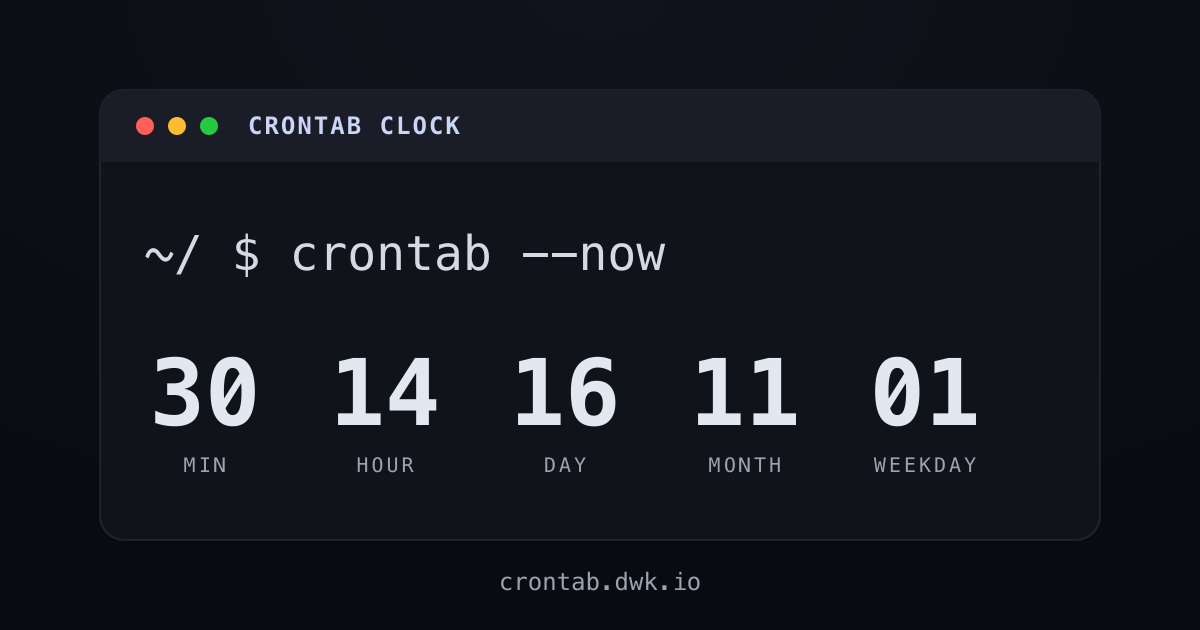 CRONTAB CLOCK
~/ $ crontab --now
30 14 16 11 01
MIN HOUR DAY MONTH WEEKDAY
crontab.dwk.io